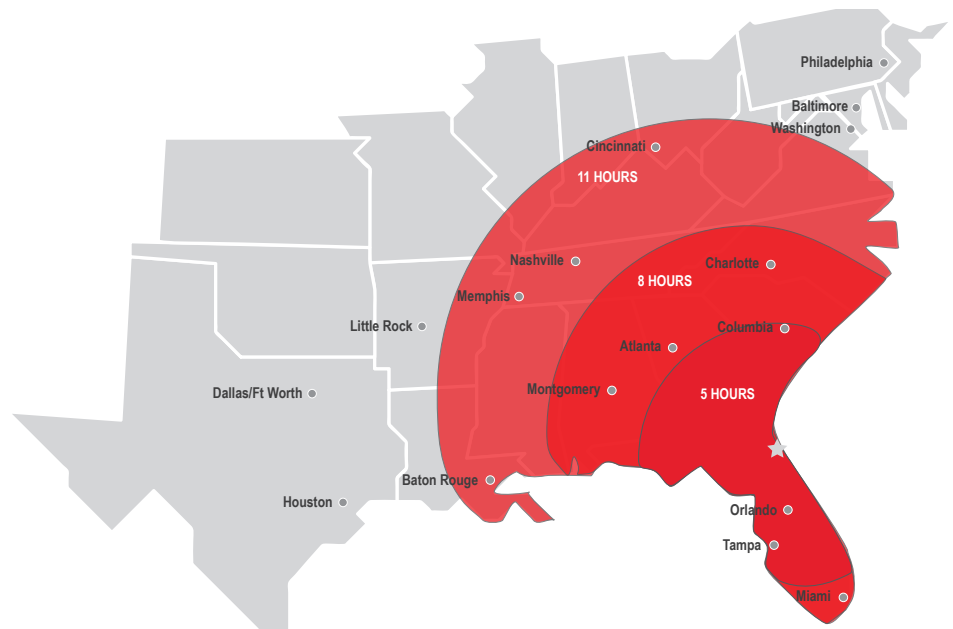 Philadelphia
Baltimore
Washington
Cincinnati
11 HOURS
Nashville
Charlotte
8 HOURS
Memphis
Little Rock
Columbia
Atlanta
Montgomery
Dallas/Ft Worth
5 HOURS
Baton Rouge
Houston
Orlando
Tampa
Miami